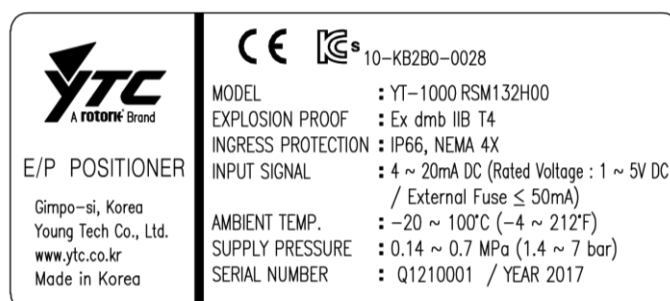 YTC
A rotork Brand
E/P POSITIONER
Gimpo-si, Korea
Young Tech Co., Ltd.
www.ytc.co.kr
Made in Korea
CE KCs 10-KB2BO-0028
MODEL : YT-1000 RSM132H00
EXPLOSION PROOF : Ex dmb IIB T4
INGRESS PROTECTION : IP66, NEMA 4X
INPUT SIGNAL : 4 ~ 20mA DC (Rated Voltage : 1 ~ 5V DC
/ External Fuse ≤ 50mA)
AMBIENT TEMP. : -20 ~ 100°C (-4 ~ 212°F)
SUPPLY PRESSURE : 0.14 ~ 0.7 MPa (1.4 ~ 7 bar)
SERIAL NUMBER : Q1210001 / YEAR 2017